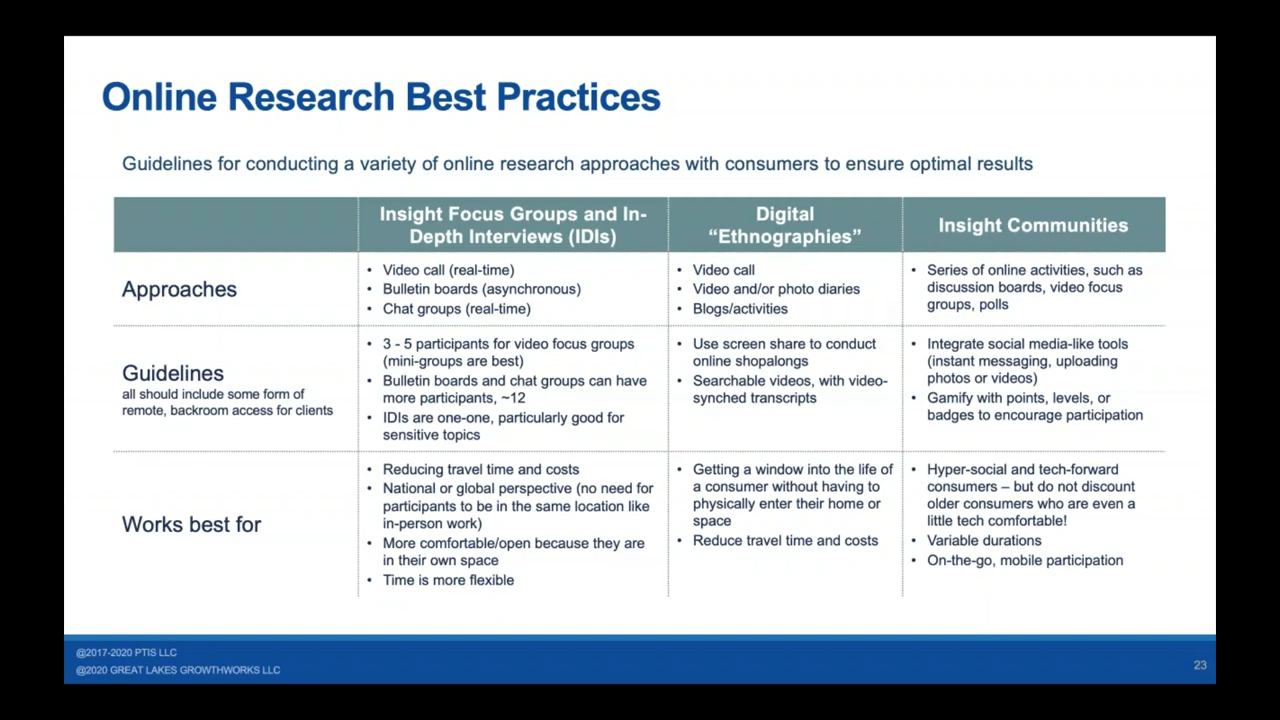 Online Research Best Practices
Guidelines for conducting a variety of online research approaches with consumers to ensure optimal results
Insight Focus Groups and In-
Depth Interviews (IDIs)
Digital
“Ethnographies”
Insight Communities
Approaches
• Video call (real-time)
• Bulletin boards (asynchronous)
• Chat groups (real-time)
• Video call
• Video and/or photo diaries
• Blogs/activities
• Series of online activities, such as
discussion boards, video focus
groups, polls
Guidelines
all should include some form of
remote, backroom access for clients
• 3 - 5 participants for video focus groups
(mini-groups are best)
• Bulletin boards and chat groups can have
more participants, ~12
• IDIs are one-one, particularly good for
sensitive topics
• Use screen share to conduct
online shopalongs
• Searchable videos, with video-
synched transcripts
• Integrate social media-like tools
(instant messaging, uploading
photos or videos)
• Gamify with points, levels, or
badges to encourage participation
Works best for
• Reducing travel time and costs
• National or global perspective (no need for
participants to be in the same location like
in-person work)
• More comfortable/open because they are
in their own space
• Time is more flexible
• Getting a window into the life of
a consumer without having to
physically enter their home or
space
• Reduce travel time and costs
• Hyper-social and tech-forward
consumers – but do not discount
older consumers who are even a
little tech comfortable!
• Variable durations
• On-the-go, mobile participation
@2017-2020 PTIS LLC
@2020 GREAT LAKES GROWTHWORKS LLC
23